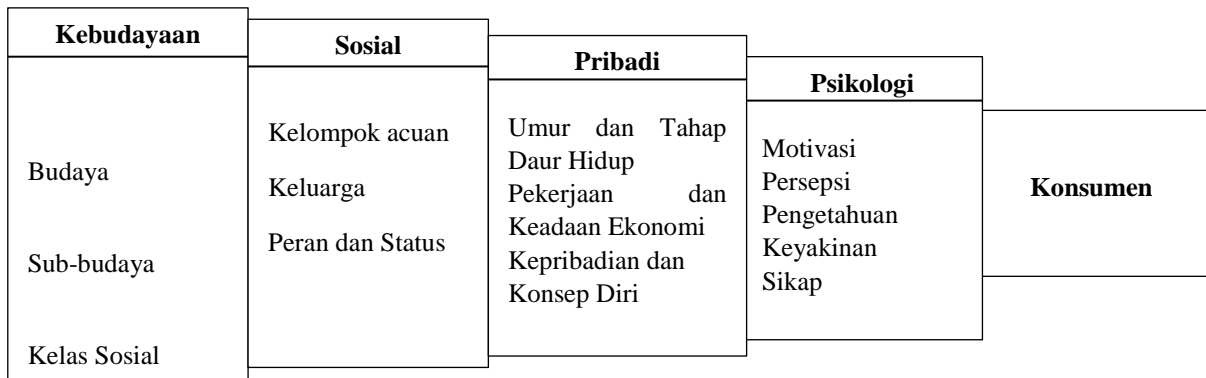 Kebudayaan
Budaya
Sub-budaya
Kelas Sosial
Sosial
Kelompok acuan
Keluarga
Peran dan Status
Pribadi
Umur dan Tahap
Daur Hidup
Pekerjaan dan
Keadaan Ekonomi
Kepribadian dan
Konsep Diri
Psikologi
Motivasi
Persepsi
Pengetahuan
Keyakinan
Sikap
Konsumen